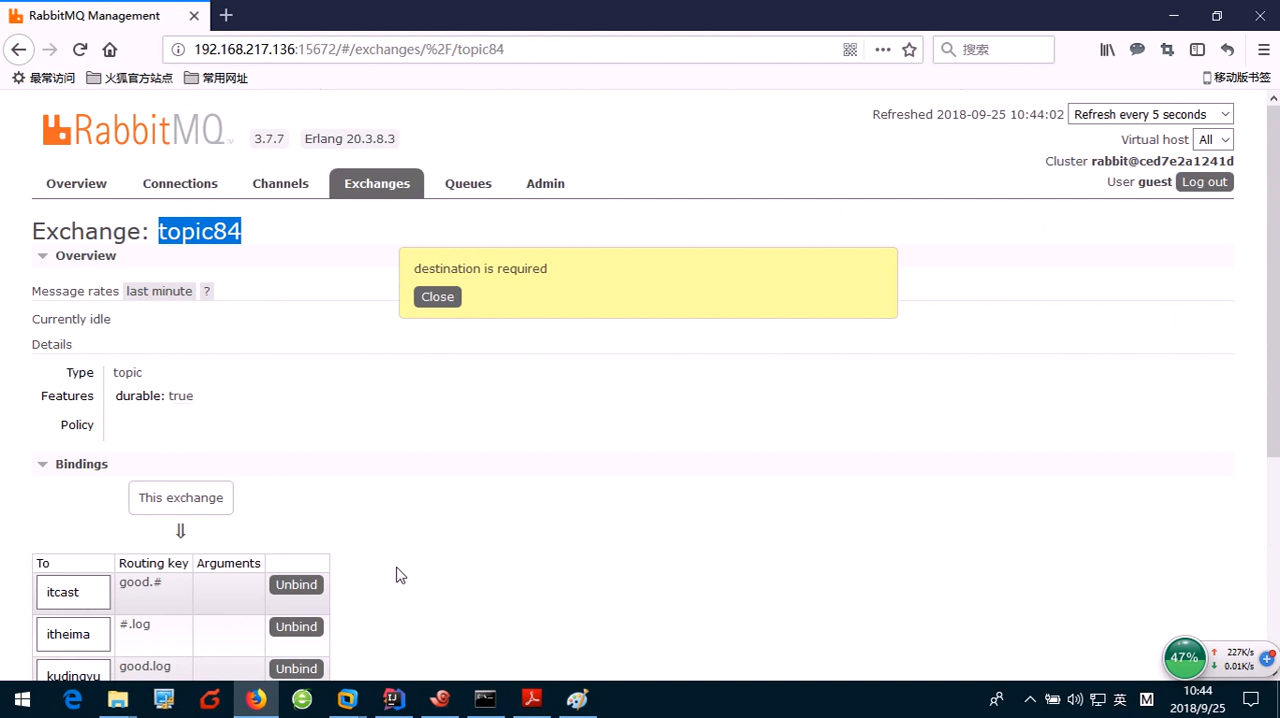 RabbitMQ Management
192.168.217.136:15672/#/exchanges/%2F/topic84
搜索
最常访问 火狐官方站点 常用网址 移动版书签
Refreshed 2018-09-25 10:44:02 Refresh every 5 seconds
RabbitMQ TM 3.7.7 Erlang 20.3.8.3
Virtual host All
Cluster rabbit@ced7e2a1241d
User guest Log out
Overview Connections Channels Exchanges Queues Admin
Exchange: topic84
Overview
destination is required
Close
Message rates last minute ?
Currently idle
Details
Type topic
Features durable: true
Policy
Bindings
This exchange
⇓
To Routing key Arguments
itcast good.# Unbind
itheima #.log Unbind
kudingyu good.log Unbind
47% 227K/s
0.01K/s
英 M 10:44
2018/9/25